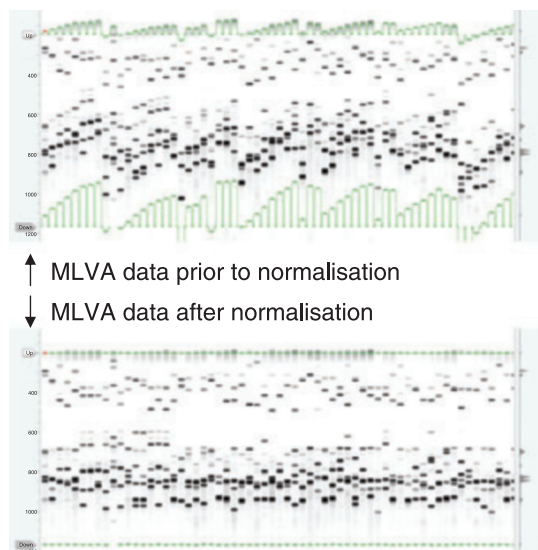 Up
400
600
800
1000
Down
1200
MLVA data prior to normalisation
MLVA data after normalisation
Up
400
600
800
1000
Down